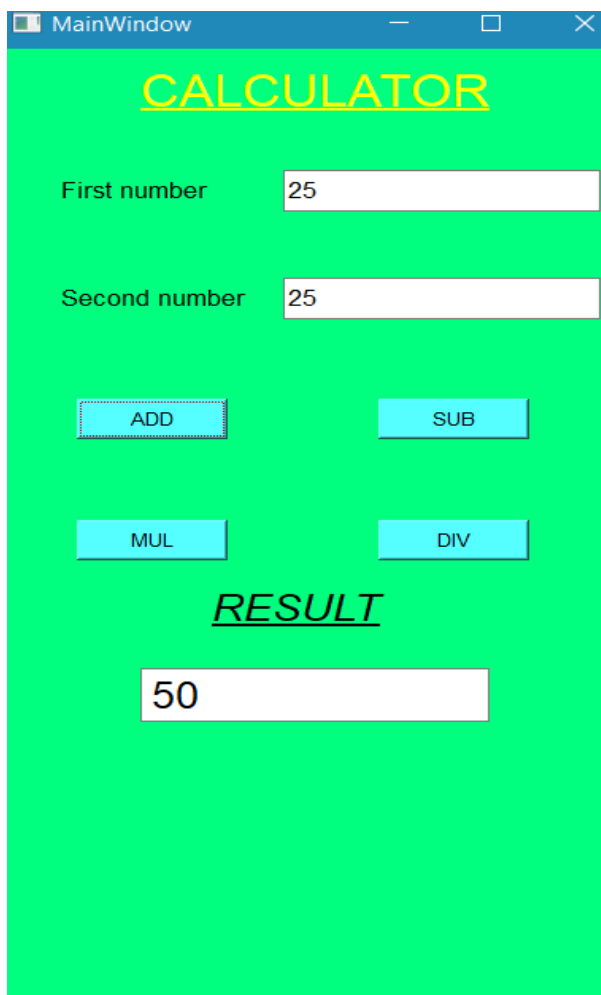 MainWindow
CALCULATOR
First number 25
Second number 25
ADD SUB
MUL DIV
RESULT
50